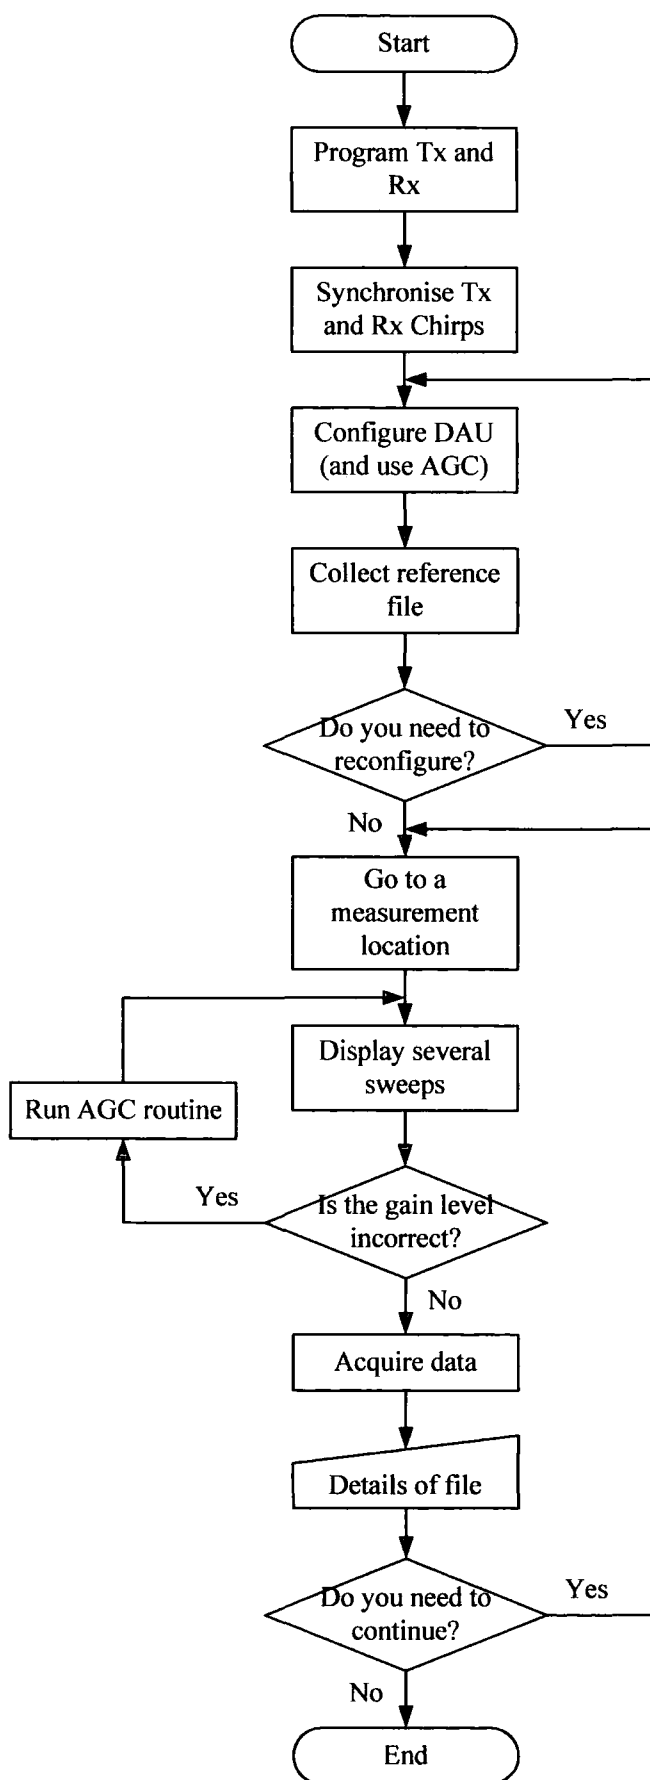 Start
Program Tx and
Rx
Synchronise Tx
and Rx Chirps
Configure DAU
(and use AGC)
Collect reference
file
Do you need to
reconfigure?
Yes
No
Go to a
measurement
location
Display several
sweeps
Run AGC routine
Yes
Is the gain level
incorrect?
No
Acquire data
Details of file
Do you need to
continue?
Yes
No
End